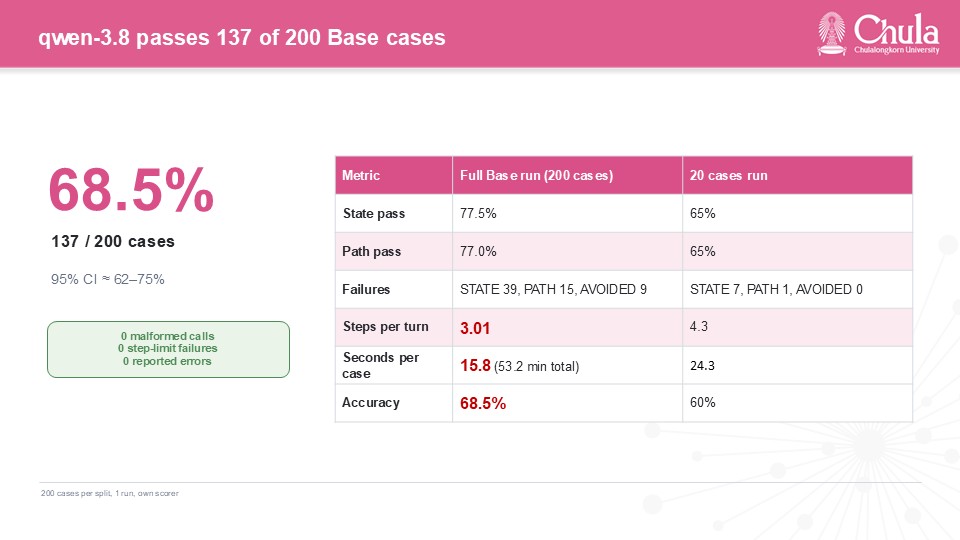 qwen-3.8 passes 137 of 200 Base cases
Chula
Chulalongkorn University
68.5%
137 / 200 cases
95% CI ≈ 62–75%
0 malformed calls
0 step-limit failures
0 reported errors
Metric Full Base run (200 cases) 20 cases run
State pass 77.5% 65%
Path pass 77.0% 65%
Failures STATE 39, PATH 15, AVOIDED 9 STATE 7, PATH 1, AVOIDED 0
Steps per turn 3.01 4.3
Seconds per
case 15.8 (53.2 min total) 24.3
Accuracy 68.5% 60%
200 cases per split, 1 run, own scorer